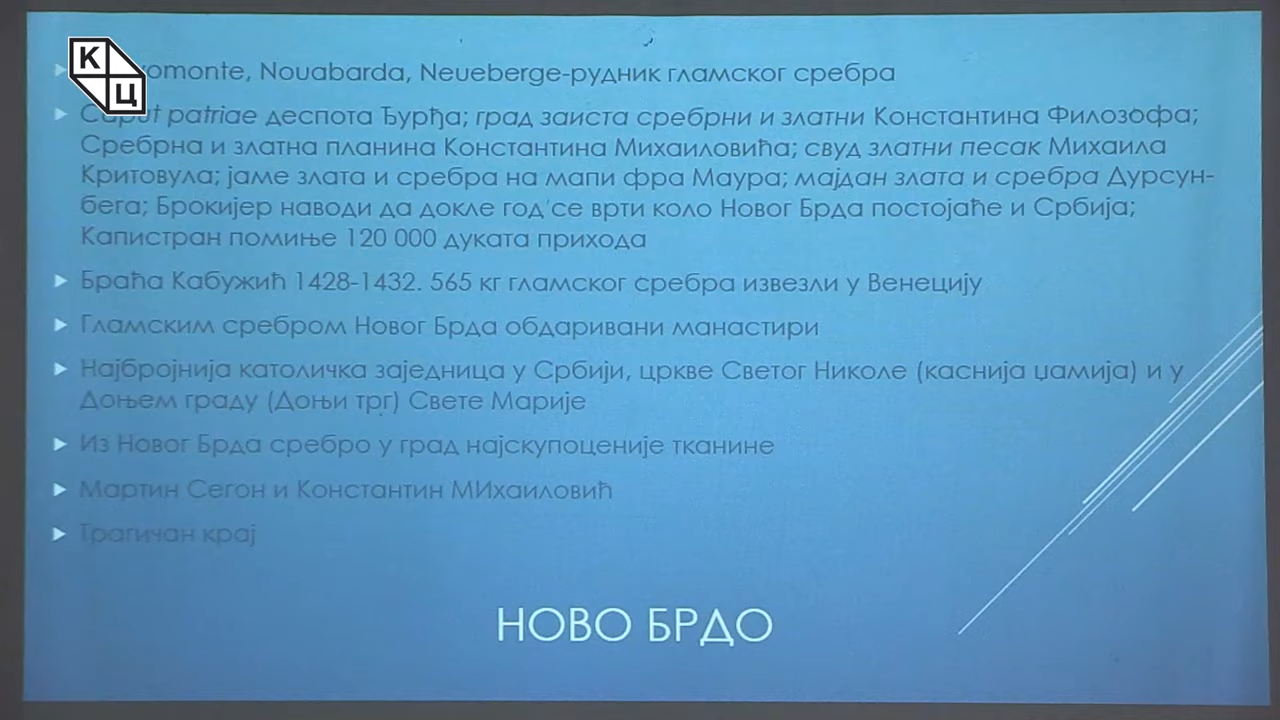 К
Ц
omonte, Nouabarda, Neueberge-рудник гламског сребра
Caput patriae деспота Ђурђа; град заиста сребрни и златни Константина Филозофа;
Сребрна и златна планина Константина Михаиловића; свуд златни песак Михаила
Критовула; јаме злата и сребра на мапи фра Маура; мајдан злата и сребра Дурсун-
бега; Брокијер наводи да докле год се врти коло Новог Брда постојаће и Србија;
Капистран помиње 120 000 дуката прихода
Браћа Кабужић 1428-1432. 565 кг гламског сребра извезли у Венецију
Гламским сребром Новог Брда обдаривани манастири
Најбројнија католичка заједница у Србији, цркве Светог Николе (каснија џамија) и у
Доњем граду (Доњи трг) Свете Марије
Из Новог Брда сребро у град најскупоценије тканине
Мартин Сегон и Константин МИхаиловић
Трагичан крај
НОВО БРДО